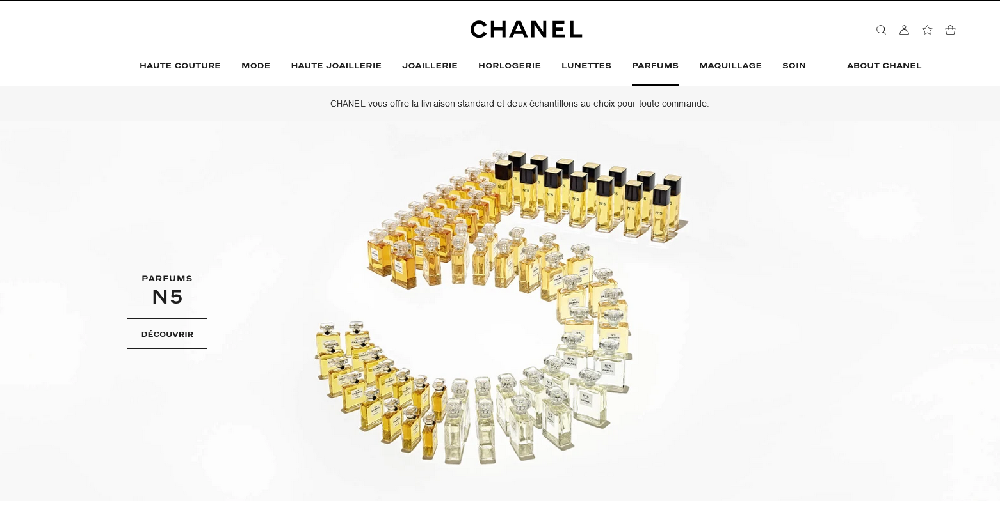 CHANEL
HAUTE COUTURE MODE HAUTE JOAILLERIE JOAILLERIE HORLOGERIE LUNETTES PARFUMS MAQUILLAGE SOIN ABOUT CHANEL
CHANEL vous offre la livraison standard et deux échantillons au choix pour toute commande.
PARFUMS
N5
DÉCOUVRIR